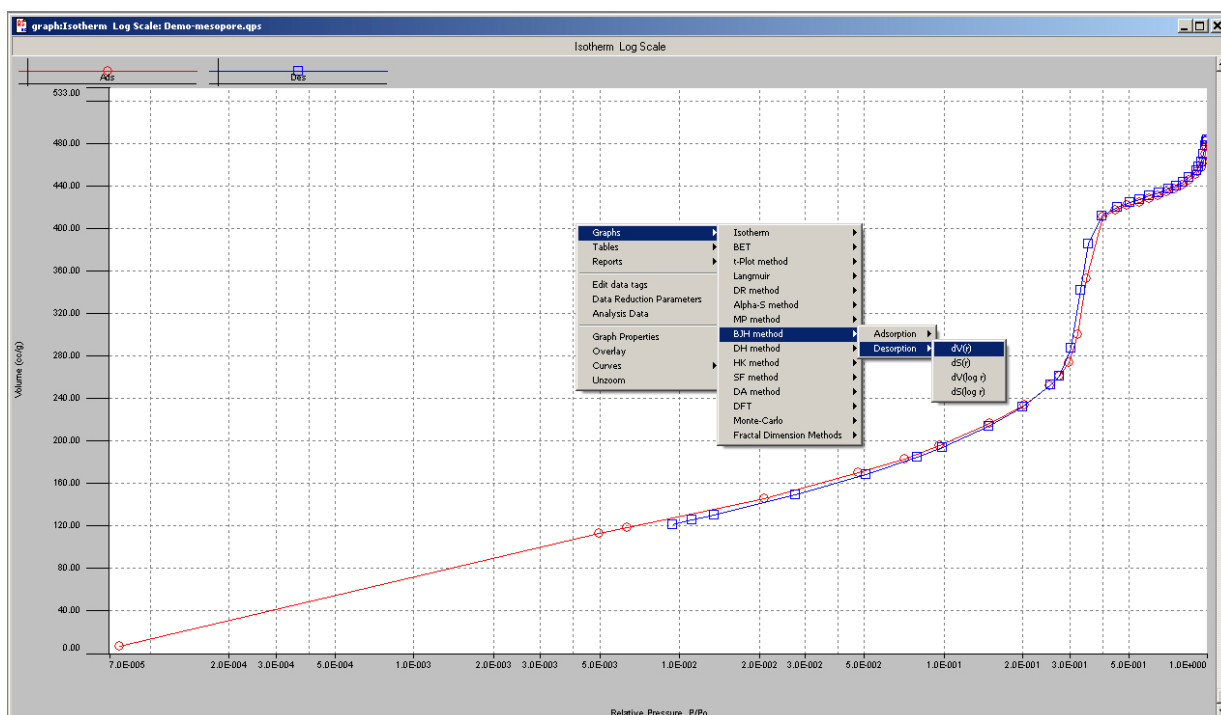 graph:Isotherm Log Scale: Demo-mesopore.qps
Isotherm Log Scale
Ads
Des
533.00
480.00
440.00
400.00
360.00
320.00
280.00
240.00
200.00
160.00
120.00
80.00
40.00
0.00
Volume (cc/g)
Graphs
Tables
Reports
Edit data tags
Data Reduction Parameters
Analysis Data
Graph Properties
Overlay
Curves
Unzoom
Isotherm
BET
t-Plot method
Langmuir
DR method
Alpha-S method
MP method
BJH method
DH method
HK method
SF method
DA method
DFT
Monte-Carlo
Fractal Dimension Methods
Adsorption
Desorption
dV(r)
dS(r)
dV(log r)
dS(log r)
7.0E-005 2.0E-004 3.0E-004 5.0E-004 1.0E-003 2.0E-003 3.0E-003 5.0E-003 1.0E-002 2.0E-002 3.0E-002 5.0E-002 1.0E-001 2.0E-001 3.0E-001 5.0E-001 1.0E+000
Relative Pressure, P/Po